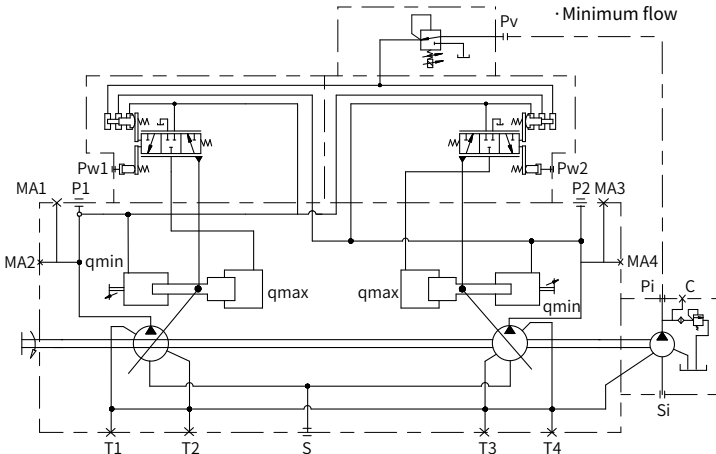 ·Minimum flow
Pv
Pw1
Pw2
MA1
P1
P2
MA3
MA2
qmin
MA4
qmax
qmax
qmin
Pi
C
Si
T1
T2
S
T3
T4